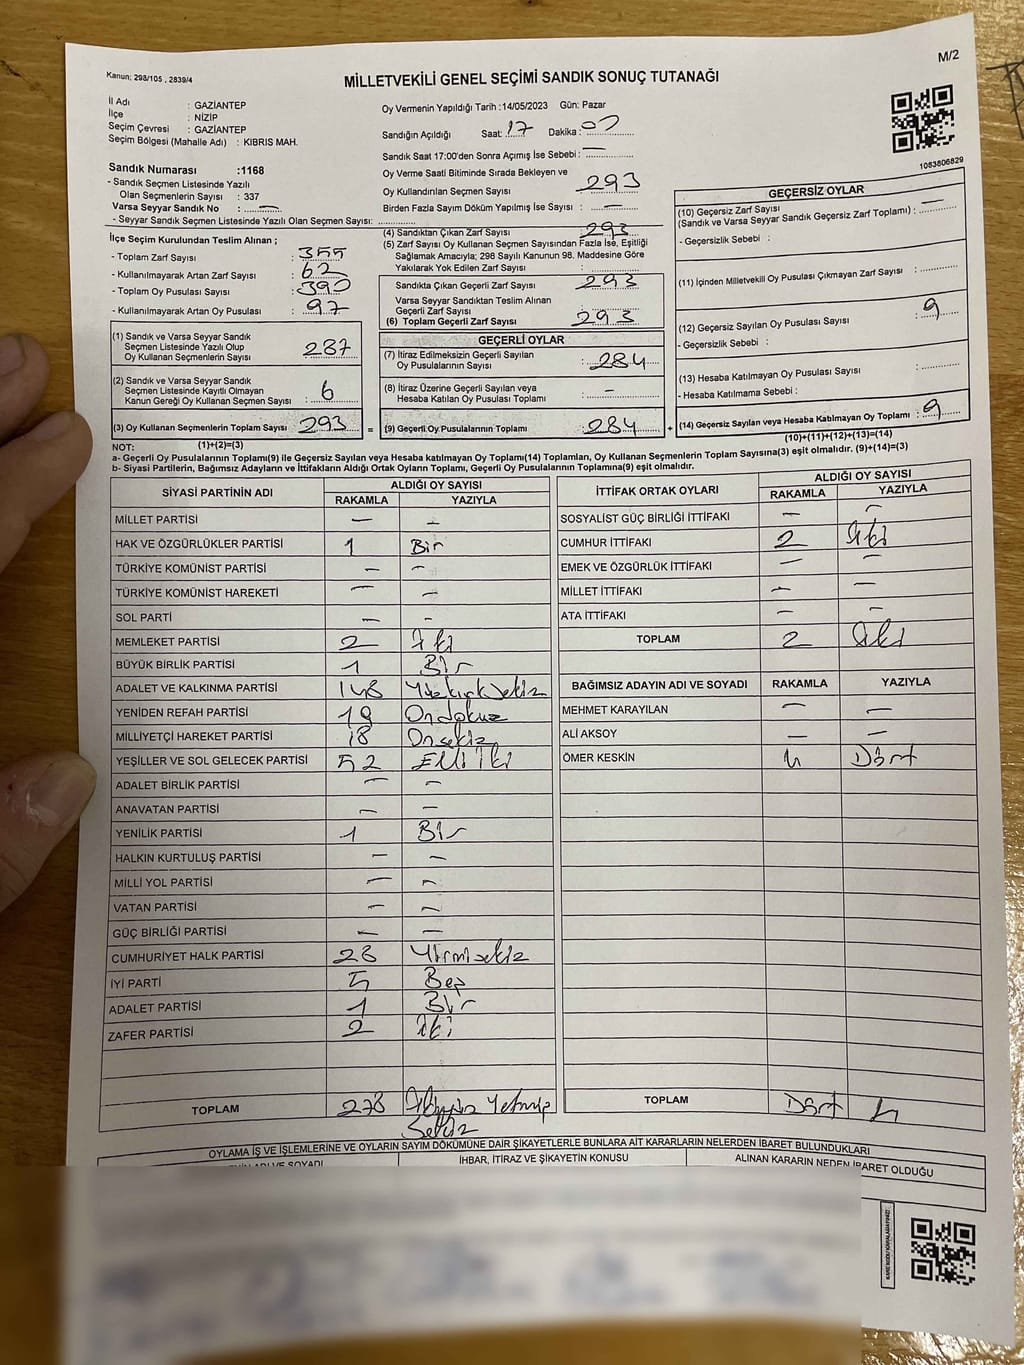 Kanun: 298/105 , 2839/4
M/2
MİLLETVEKİLİ GENEL SEÇİMİ SANDIK SONUÇ TUTANAĞI
İl Adı : GAZİANTEP
İlçe : NİZİP
Seçim Çevresi : GAZİANTEP
Seçim Bölgesi (Mahalle Adı) : KIBRIS MAH.
Sandık Numarası :1168
- Sandık Seçmen Listesinde Yazılı
Olan Seçmenlerin Sayısı : 337
Varsa Seyyar Sandık No : —
- Seyyar Sandık Seçmen Listesinde Yazılı Olan Seçmen Sayısı:
Oy Vermenin Yapıldığı Tarih :14/05/2023 Gün: Pazar
Sandığın Açıldığı Saat: 17 Dakika: 00
Sandık Saat 17:00'den Sonra Açımış İse Sebebi : —
Oy Verme Saati Bitiminde Sırada Bekleyen ve
Oy Kullandırılan Seçmen Sayısı : 293
Birden Fazla Sayım Döküm Yapılmış İse Sayısı : —
1083806829
İlçe Seçim Kurulundan Teslim Alınan ;
- Toplam Zarf Sayısı : 355
- Kullanılmayarak Artan Zarf Sayısı : 62
- Toplam Oy Pusulası Sayısı : 390
- Kullanılmayarak Artan Oy Pusulası : 97
(1) Sandık ve Varsa Seyyar Sandık
Seçmen Listesinde Yazılı Olup
Oy Kullanan Seçmenlerin Sayısı : 287
(2) Sandık ve Varsa Seyyar Sandık
Seçmen Listesinde Kayıtlı Olmayan
Kanun Gereği Oy Kullanan Seçmen Sayısı : 6
(3) Oy Kullanan Seçmenlerin Toplam Sayısı : 293
(1)+(2)=(3)
(4) Sandıktan Çıkan Zarf Sayısı : 293
(5) Zarf Sayısı Oy Kullanan Seçmen Sayısından Fazla İse, Eşitliği
Sağlamak Amacıyla; 298 Sayılı Kanunun 98. Maddesine Göre
Yakılarak Yok Edilen Zarf Sayısı :
Sandıkta Çıkan Geçerli Zarf Sayısı : 293
Varsa Seyyar Sandıktan Teslim Alınan
Geçerli Zarf Sayısı :
(6) Toplam Geçerli Zarf Sayısı : 293
GEÇERLİ OYLAR
(7) İtiraz Edilmeksizin Geçerli Sayılan
Oy Pusulalarının Sayısı : 284
(8) İtiraz Üzerine Geçerli Sayılan veya
Hesaba Katılan Oy Pusulası Toplamı : —
= (9) Geçerli Oy Pusulalarının Toplamı : 284 +
GEÇERSİZ OYLAR
(10) Geçersiz Zarf Sayısı
(Sandık ve Varsa Seyyar Sandık Geçersiz Zarf Toplamı) : —
- Geçersizlik Sebebi :
(11) İçinden Milletvekili Oy Pusulası Çıkmayan Zarf Sayısı :
(12) Geçersiz Sayılan Oy Pusulası Sayısı : 9
- Geçersizlik Sebebi :
(13) Hesaba Katılmayan Oy Pusulası Sayısı :
- Hesaba Katılmama Sebebi :
(14) Geçersiz Sayılan veya Hesaba Katılmayan Oy Toplamı : 9
(10)+(11)+(12)+(13)=(14)
NOT:
a- Geçerli Oy Pusulalarının Toplamı(9) ile Geçersiz Sayılan veya Hesaba katılmayan Oy Toplamı(14) Toplamları, Oy Kullanan Seçmenlerin Toplam Sayısına(3) eşit olmalıdır. (9)+(14)=(3)
b- Siyasi Partilerin, Bağımsız Adayların ve İttifakların Aldığı Ortak Oyların Toplamı, Geçerli Oy Pusulalarının Toplamına(9) eşit olmalıdır.
SİYASİ PARTİNİN ADI ALDIĞI OY SAYISI
RAKAMLA YAZIYLA
MİLLET PARTİSİ — —
HAK VE ÖZGÜRLÜKLER PARTİSİ 1 Bir
TÜRKİYE KOMÜNİST PARTİSİ — —
TÜRKİYE KOMÜNİST HAREKETİ — —
SOL PARTİ — —
MEMLEKET PARTİSİ 2 İki
BÜYÜK BİRLİK PARTİSİ 1 Bir
ADALET VE KALKINMA PARTİSİ 148 Yüzkırksekiz
YENİDEN REFAH PARTİSİ 19 Ondokuz
MİLLİYETÇİ HAREKET PARTİSİ 18 Onsekiz
YEŞİLLER VE SOL GELECEK PARTİSİ 52 Elli İki
ADALET BİRLİK PARTİSİ — —
ANAVATAN PARTİSİ — —
YENİLİK PARTİSİ 1 Bir
HALKIN KURTULUŞ PARTİSİ — —
MİLLİ YOL PARTİSİ — —
VATAN PARTİSİ — —
GÜÇ BİRLİĞİ PARTİSİ — —
CUMHURİYET HALK PARTİSİ 28 Yirmisekiz
İYİ PARTİ 5 Beş
ADALET PARTİSİ 1 Bir
ZAFER PARTİSİ 2 İki
TOPLAM 278 İkiyüz Yetmiş
Sekiz
İTTİFAK ORTAK OYLARI ALDIĞI OY SAYISI
RAKAMLA YAZIYLA
SOSYALİST GÜÇ BİRLİĞİ İTTİFAKI — —
CUMHUR İTTİFAKI 2 iki
EMEK VE ÖZGÜRLÜK İTTİFAKI — —
MİLLET İTTİFAKI — —
ATA İTTİFAKI — —
TOPLAM 2 iki
BAĞIMSIZ ADAYIN ADI VE SOYADI RAKAMLA YAZIYLA
MEHMET KARAYILAN — —
ALİ AKSOY — —
ÖMER KESKİN 4 Dört
TOPLAM Dört 4
OYLAMA İŞ VE İŞLEMLERİNE VE OYLARIN SAYIM DÖKÜMÜNE DAİR ŞİKAYETLERLE BUNLARA AİT KARARLARIN NELERDEN İBARET BULUNDUKLARI
İHBAR, İTİRAZ VE ŞİKAYETİN KONUSU
ALINAN KARARIN NEDEN İBARET OLDUĞU